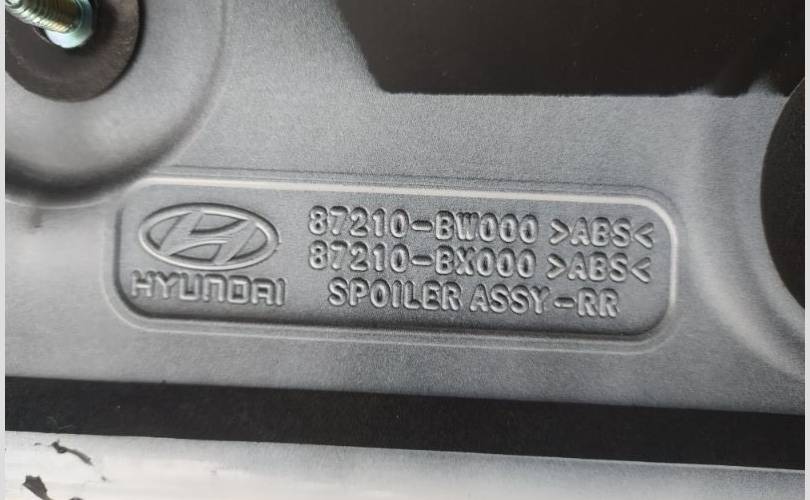 87210-BW000 >ABS<
87210-BX000 >ABS<
HYUNDAI
SPOILER ASSY-RR